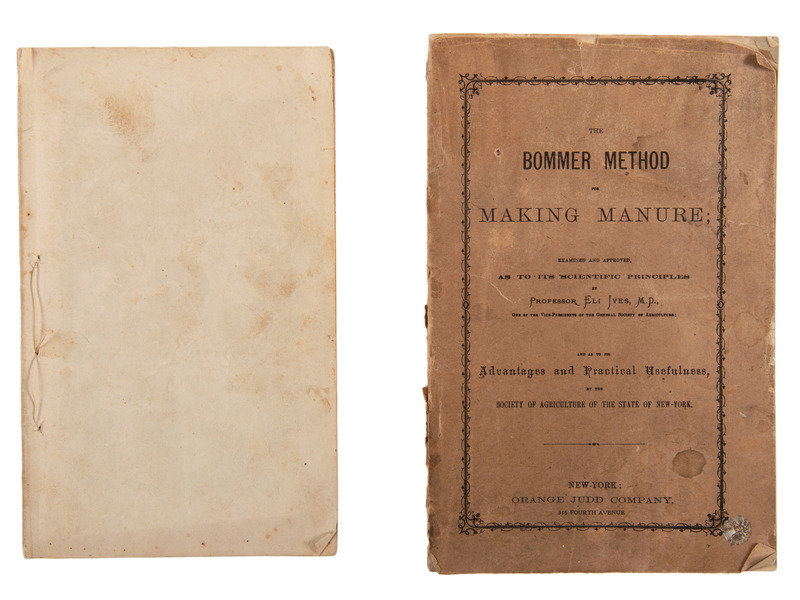 THE
BOMMER METHOD
FOR
MAKING MANURE;
EXAMINED AND APPROVED,
AS TO ITS SCIENTIFIC PRINCIPLES
BY
PROFESSOR ELI IVES, M.D.,
ONE OF THE VICE-PRESIDENTS OF THE GENERAL SOCIETY OF AGRICULTURE;
AND AS TO ITS
Advantages and Practical Usefulness,
BY THE
SOCIETY OF AGRICULTURE OF THE STATE OF NEW-YORK.
NEW-YORK:
ORANGE JUDD COMPANY,
245 FOURTH AVENUE